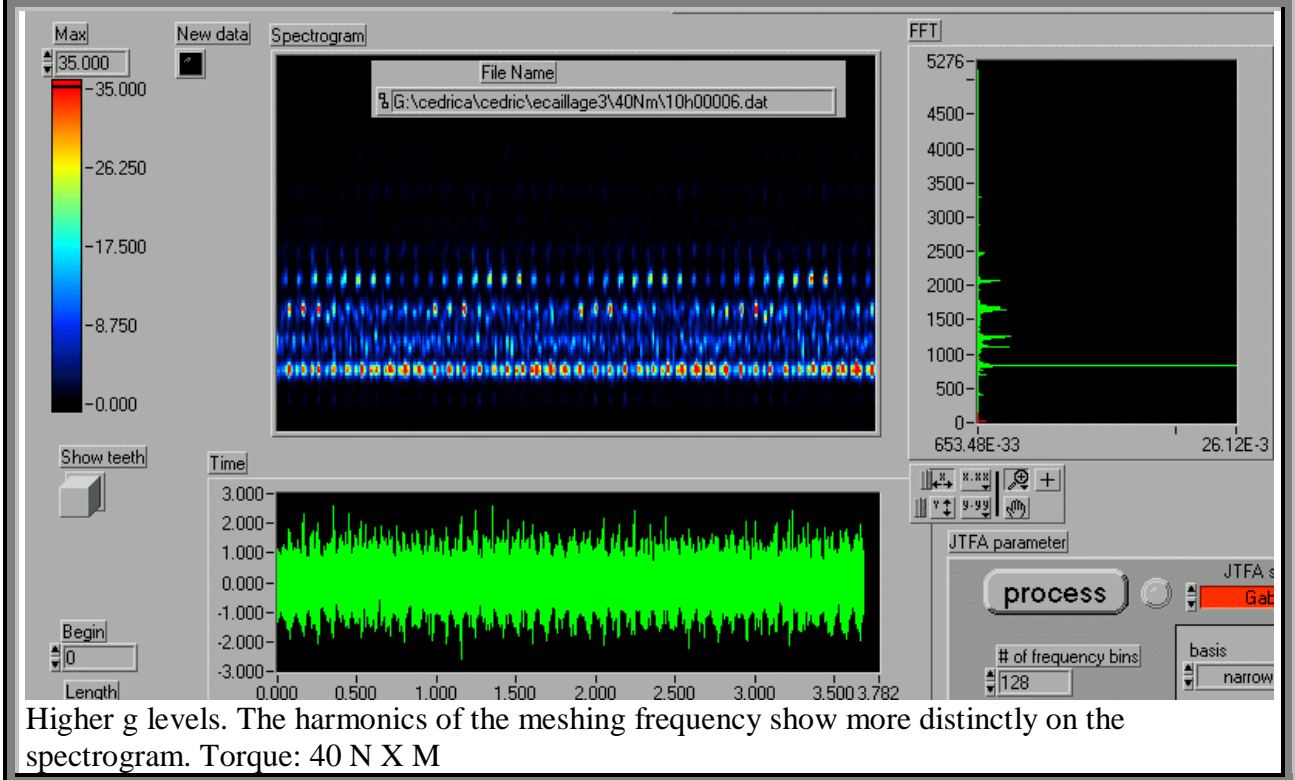 Max
35.000
35.000
26.250
17.500
8.750
0.000
New data
Spectrogram
File Name
G:\cedrica\cedric\ecaillage3\40Nm\10h00006.dat
FFT
5276
4500
4000
3500
3000
2500
2000
1500
1000
500
0
653.48E-33
26.12E-3
Show teeth
Time
3.000
2.000
1.000
0.000
-1.000
-2.000
-3.000
0.000 0.500 1.000 1.500 2.000 2.500 3.000 3.500 3.782
Begin
0
Length
X X.XX
Y Y.YY
JTFA parameter
process
JTFA s
Gab
# of frequency bins
128
basis
narrow
Higher g levels. The harmonics of the meshing frequency show more distinctly on the
spectrogram. Torque: 40 N X M